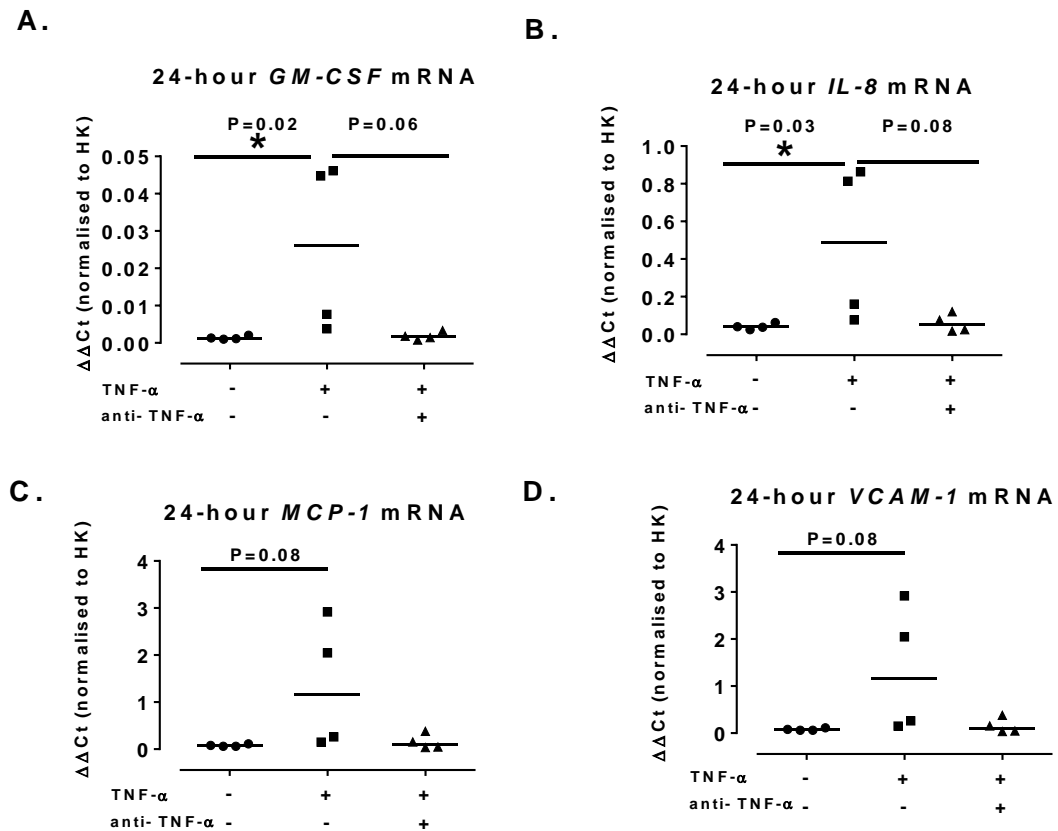 A.
24-hour GM-CSF mRNA
P=0.02 P=0.06
*
ΔΔCt (normalised to HK)
0.05
0.04
0.03
0.02
0.01
0.00
TNF-α - + +
anti- TNF-α - - +
B.
24-hour IL-8 mRNA
P=0.03 P=0.08
*
ΔΔCt (normalised to HK)
1.0
0.8
0.6
0.4
0.2
0.0
TNF-α - + +
anti- TNF-α - - +
C.
24-hour MCP-1 mRNA
P=0.08
ΔΔCt (normalised to HK)
4
3
2
1
0
TNF-α - + +
anti- TNF-α - - +
D.
24-hour VCAM-1 mRNA
P=0.08
ΔΔCt (normalised to HK)
4
3
2
1
0
TNF-α - + +
anti- TNF-α - - +